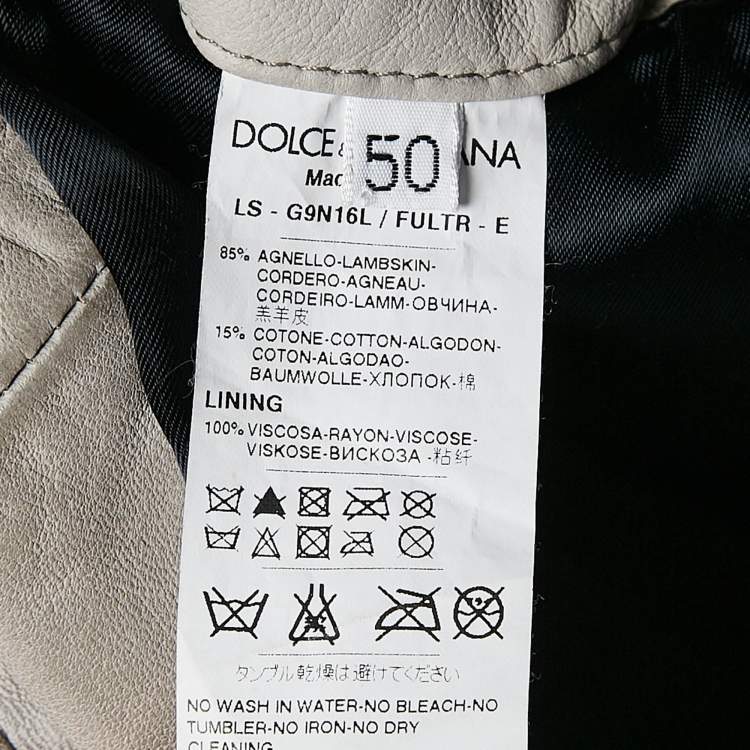 DOLCE & 50 ANA
Mad
LS - G9N16L / FULTR - E
85% AGNELLO-LAMBSKIN-
CORDERO-AGNEAU-
CORDEIRO-LAMM-ОВЧИНА-
羔羊皮
15% COTONE-COTTON-ALGODON-
COTON-ALGODAO-
BAUMWOLLE-ХЛОПОК-棉
LINING
100% VISCOSA-RAYON-VISCOSE-
VISKOSE-ВИСКОЗА -粘纤
タンブル乾燥は避けてください
NO WASH IN WATER-NO BLEACH-NO
TUMBLER-NO IRON-NO DRY
CLEANING